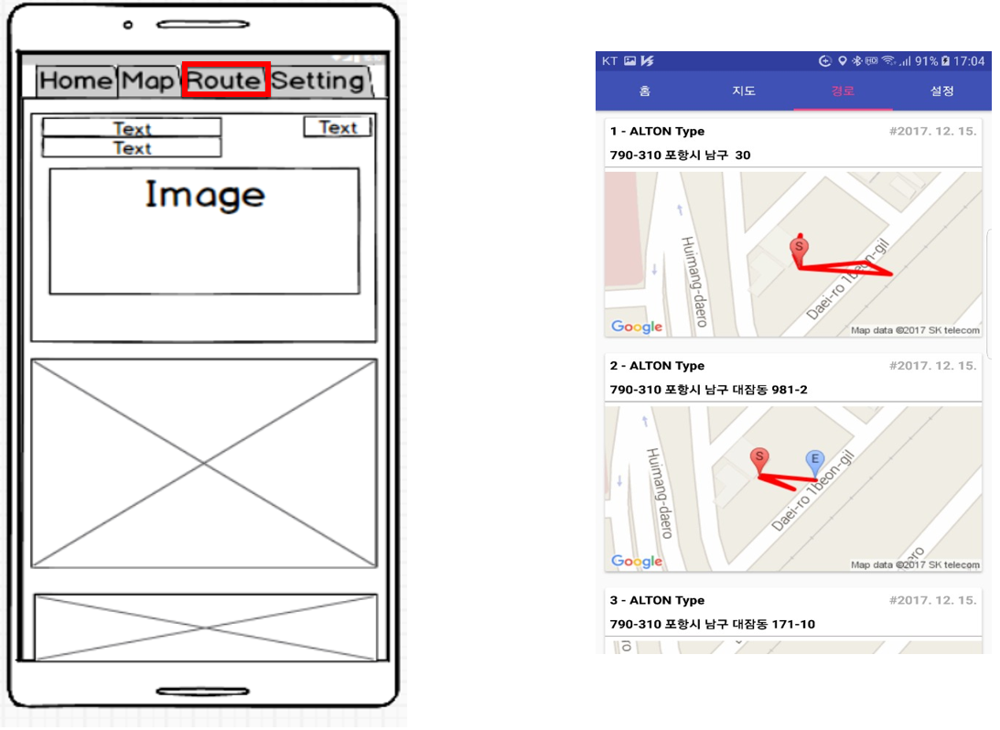 Home Map Route Setting
Text Text
Text
Image
KT 91% 17:04
홈 지도 경로 설정
1 - ALTON Type #2017. 12. 15.
790-310 포항시 남구 30
S
Huimang-daero
Daei-ro 1beon-gil
Google Map data ©2017 SK telecom
2 - ALTON Type #2017. 12. 15.
790-310 포항시 남구 대잠동 981-2
S E
Huimang-daero
Daei-ro 1beon-gil
Google Map data ©2017 SK telecom
3 - ALTON Type #2017. 12. 15.
790-310 포항시 남구 대잠동 171-10